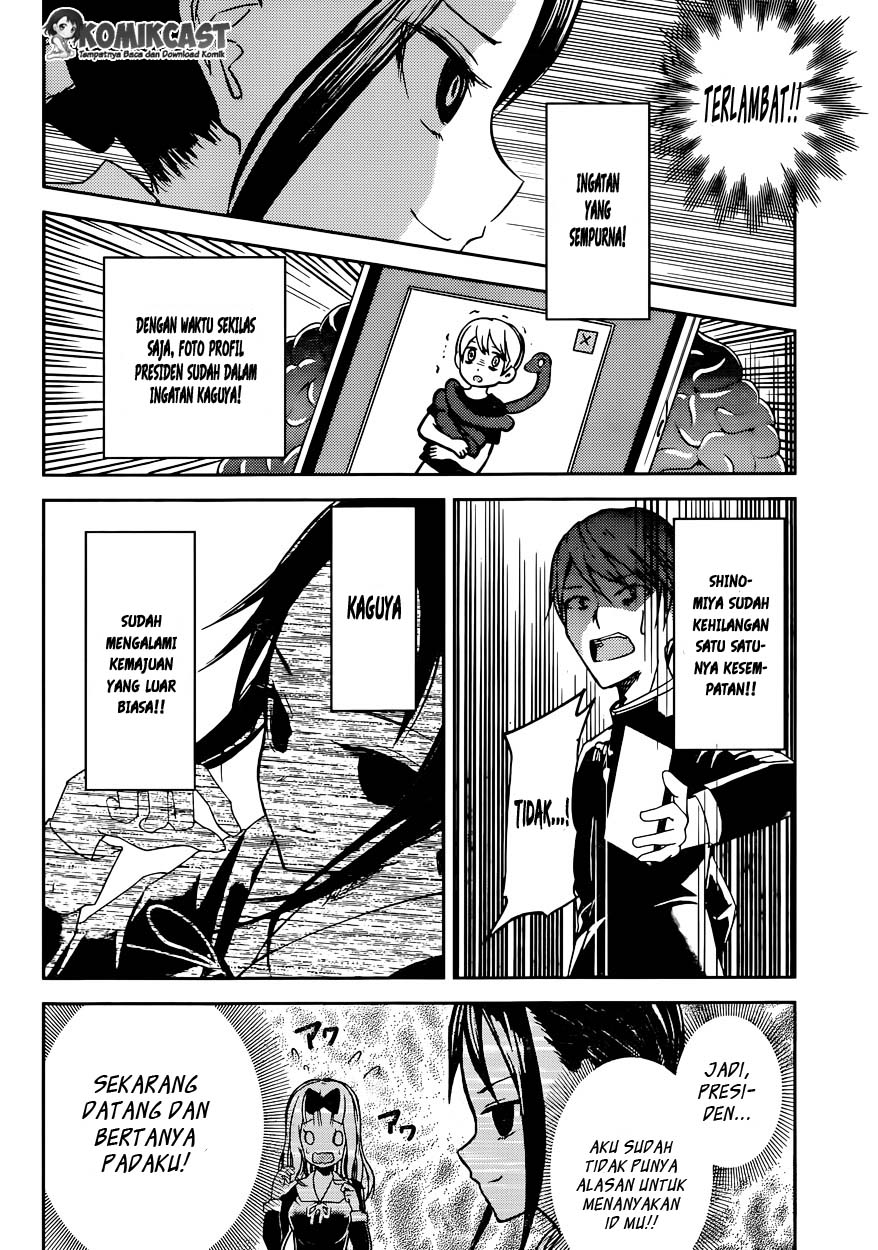 KOMIKCAST
Tempatnya Baca dan Download Komik
TERLAMBAT!!
INGATAN
YANG
SEMPURNA!
DENGAN WAKTU SEKILAS
SAJA, FOTO PROFIL
PRESIDEN SUDAH DALAM
INGATAN KAGUYA!
SHINO-
MIYA SUDAH
KEHILANGAN
SATU SATU-
NYA KESEM-
PATAN!!
TIDAK...!
KAGUYA
SUDAH
MENGALAMI
KEMAJUAN
YANG LUAR
BIASA!!
JADI,
PRESI-
DEN...
AKU SUDAH
TIDAK PUNYA
ALASAN UNTUK
MENANYAKAN
ID MU!!
アワ
アワ
SEKARANG
DATANG DAN
BERTANYA
PADAKU!